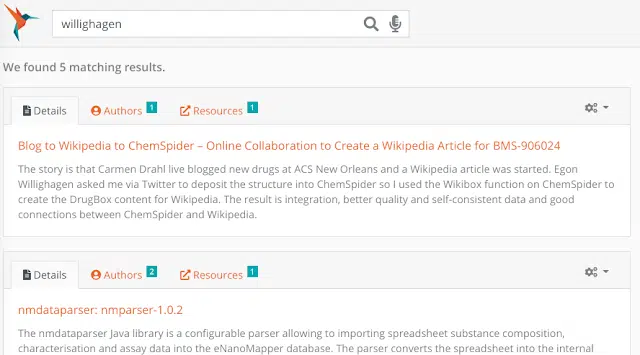 willighagen
We found 5 matching results.
Details Authors 1 Resources 1
Blog to Wikipedia to ChemSpider – Online Collaboration to Create a Wikipedia Article for BMS-906024
The story is that Carmen Drahl live blogged new drugs at ACS New Orleans and a Wikipedia article was started. Egon
Willighagen asked me via Twitter to deposit the structure into ChemSpider so I used the Wikibox function on ChemSpider to
create the DrugBox content for Wikipedia. The result is integration, better quality and self-consistent data and good
connections between ChemSpider and Wikipedia.
Details Authors 2 Resources 1
nmdataparser: nmparser-1.0.2
The nmdataparser Java library is a configurable parser allowing to importing spreadsheet substance composition,
characterisation and assay data into the eNanoMapper database. The parser converts the spreadsheet into the internal